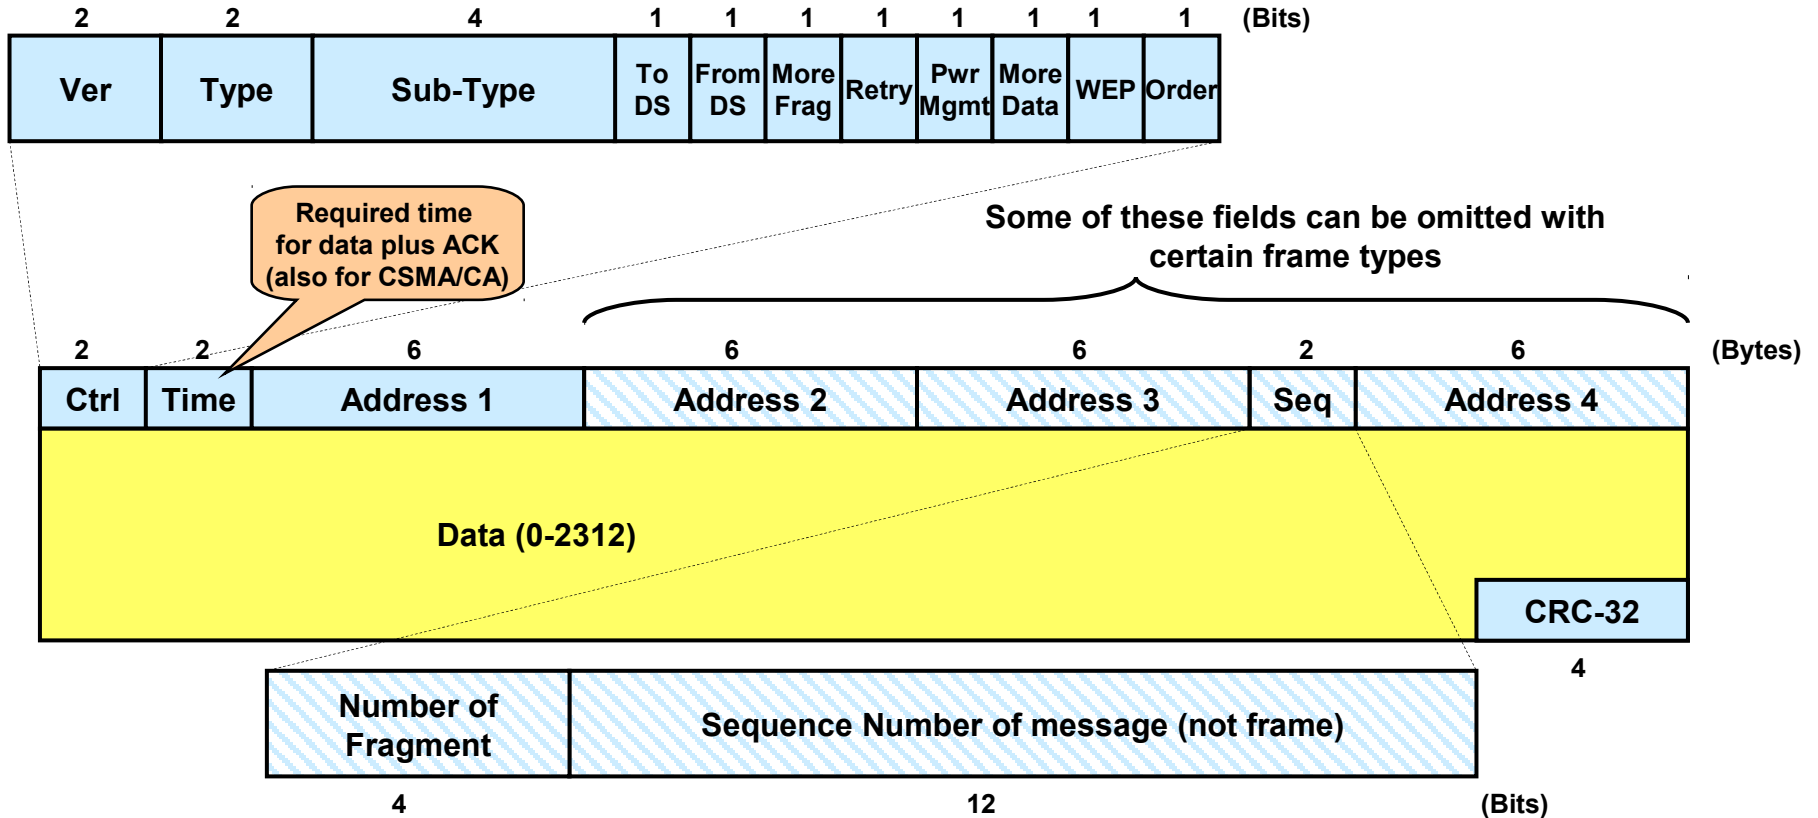 2 2 4 1 1 1 1 1 1 1 1 (Bits)
Ver Type Sub-Type To DS From DS More Frag Retry Pwr Mgmt More Data WEP Order
Required time
for data plus ACK
(also for CSMA/CA)
Some of these fields can be omitted with
certain frame types
2 2 6 6 6 2 6 (Bytes)
Ctrl Time Address 1 Address 2 Address 3 Seq Address 4
Data (0-2312)
CRC-32
4
Number of
Fragment
Sequence Number of message (not frame)
4 12 (Bits)